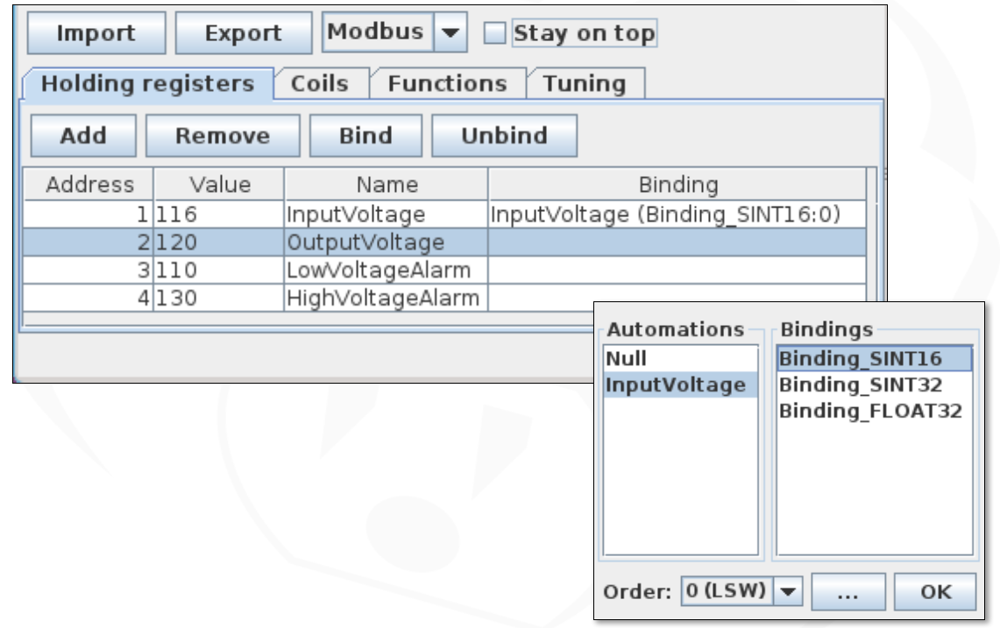 Import Export Modbus Stay on top
Holding registers Coils Functions Tuning
Add Remove Bind Unbind
Address Value Name Binding
1 116 InputVoltage InputVoltage (Binding_SINT16:0)
2 120 OutputVoltage
3 110 LowVoltageAlarm
4 130 HighVoltageAlarm
Automations Bindings
Null Binding_SINT16
InputVoltage Binding_SINT32
Binding_FLOAT32
Order: 0 (LSW) ... OK